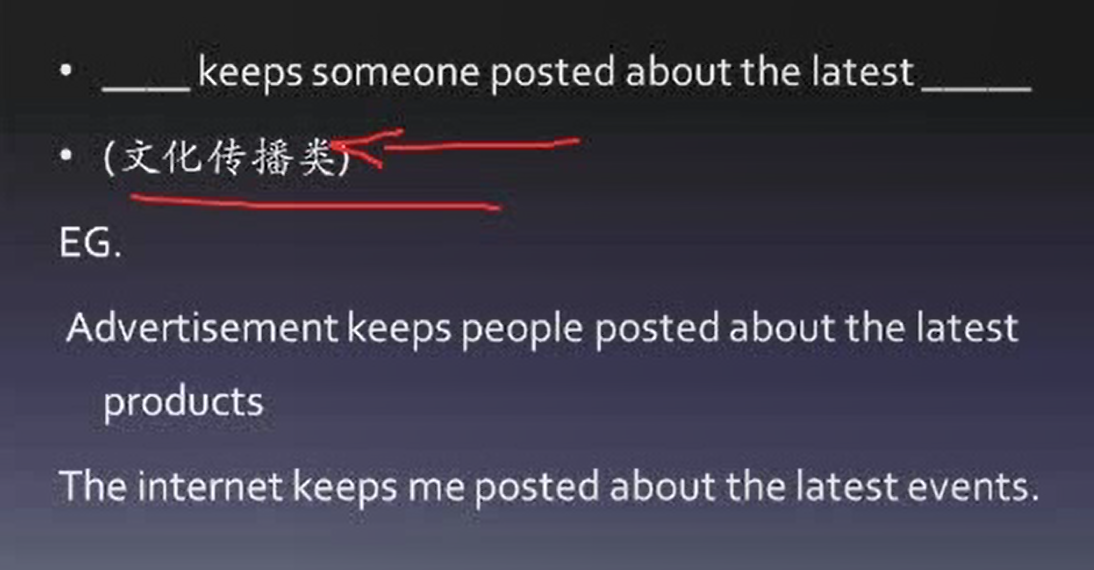 • ____ keeps someone posted about the latest _____
• (文化传播类)
EG.
Advertisement keeps people posted about the latest
products
The internet keeps me posted about the latest events.